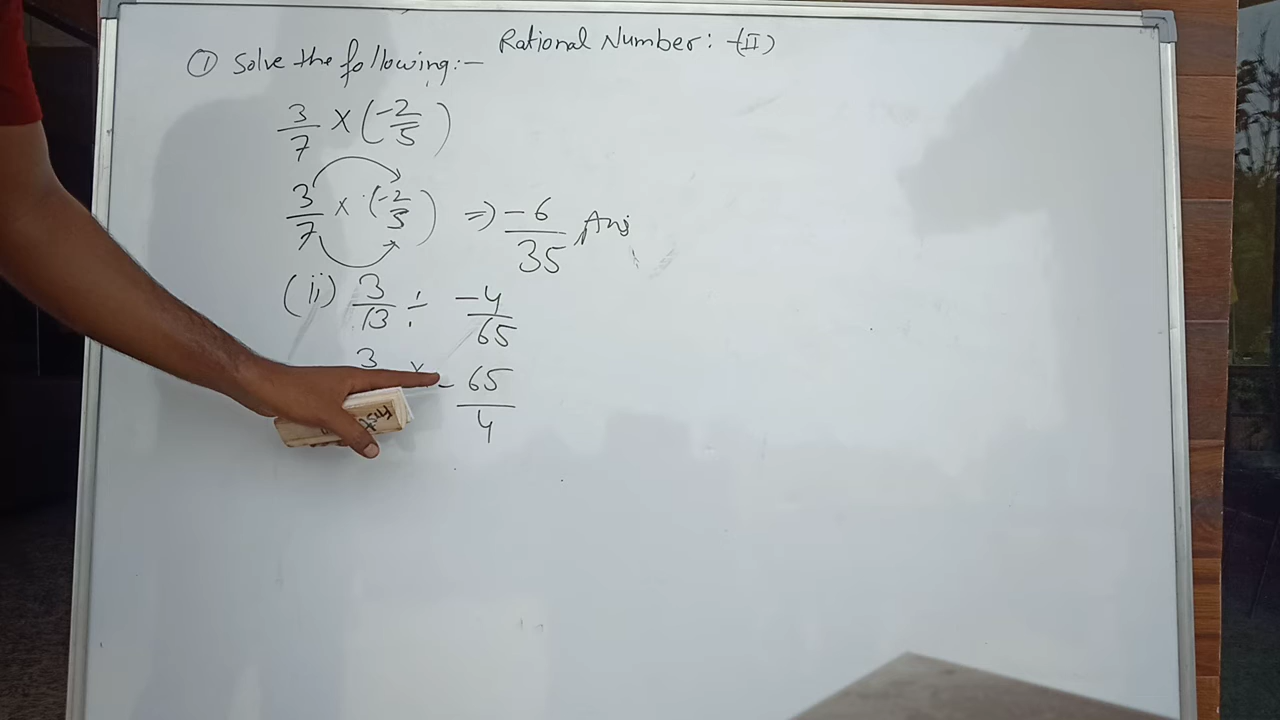 Rational Number: -(II)
① Solve the following:-
3/7 × (-2/5)
3/7 × (-2/5) ⇒ -6/35 Ans
(ii) 3/13 ÷ -4/65
3 × -65/4